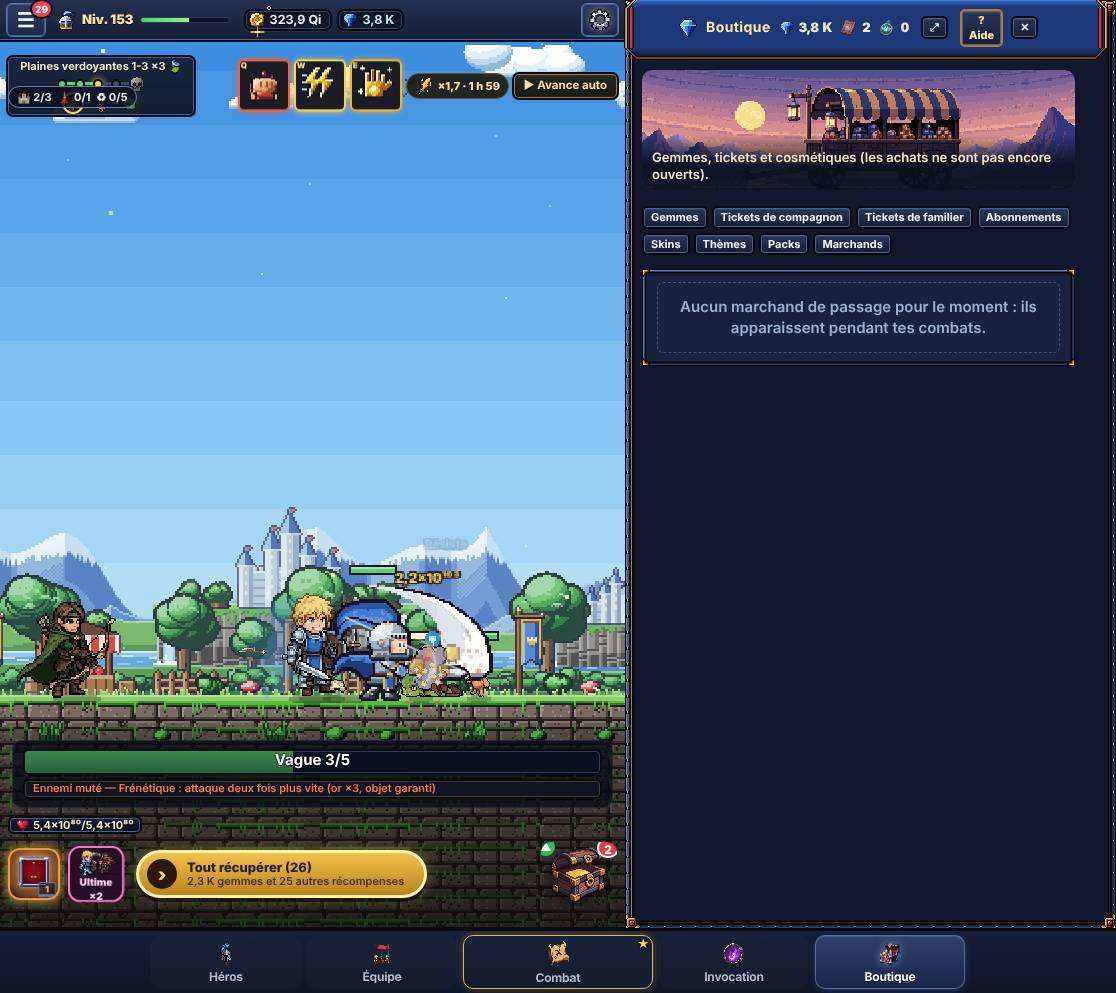 29
Niv. 153
323,9 Qi
3,8 K
Plaines verdoyantes 1-3 ×3
2/3 0/1 0/5
Q
W
E
×1,7 · 1 h 59
Avance auto
Boutique
3,8 K
2
0
?
Aide
Gemmes, tickets et cosmétiques (les achats ne sont pas encore
ouverts).
Gemmes
Tickets de compagnon
Tickets de familier
Abonnements
Skins
Thèmes
Packs
Marchands
Aucun marchand de passage pour le moment : ils
apparaissent pendant tes combats.
Vague 3/5
Ennemi muté — Frénétique : attaque deux fois plus vite (or ×3, objet garanti)
5,4×10⁸⁰/5,4×10⁸⁰
1
Ultime
×2
Tout récupérer (26)
2,3 K gemmes et 25 autres récompenses
2
Héros
Équipe
Combat
Invocation
Boutique